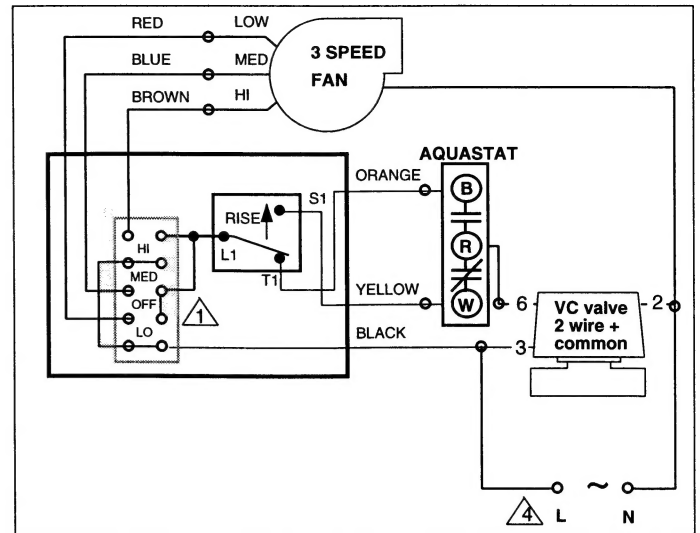 RED LOW
BLUE MED
BROWN HI
3 SPEED
FAN
AQUASTAT
ORANGE
B
S1
RISE
L1
T1
R
HI
MED
OFF
LO
1
YELLOW
W
6
VC valve
2 wire +
common
2
BLACK
3
4
L
~
N